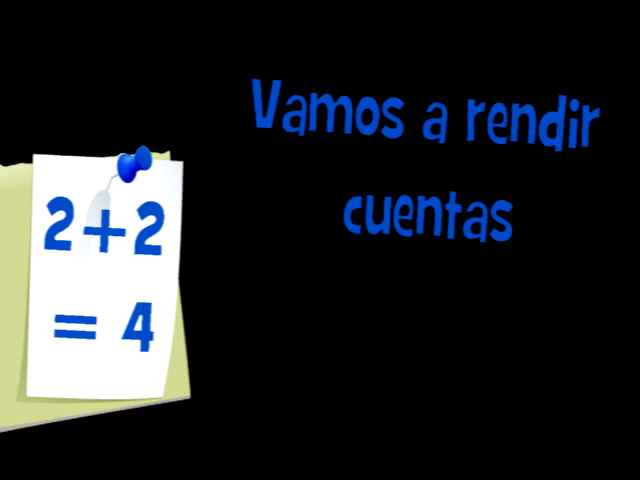 Vamos a rendir
cuentas
2+2
= 4